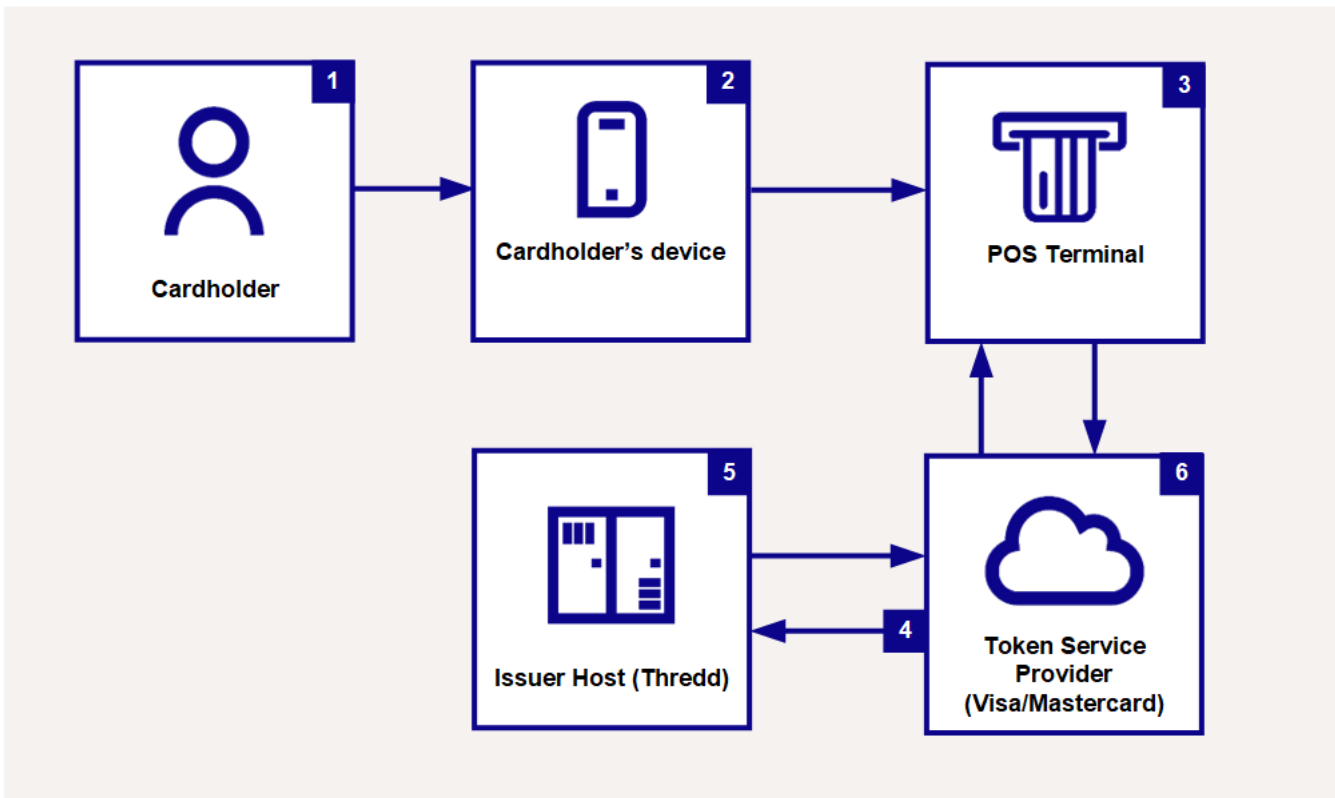 1
Cardholder
2
Cardholder’s device
3
POS Terminal
5
Issuer Host (Thredd)
4
6
Token Service
Provider
(Visa/Mastercard)